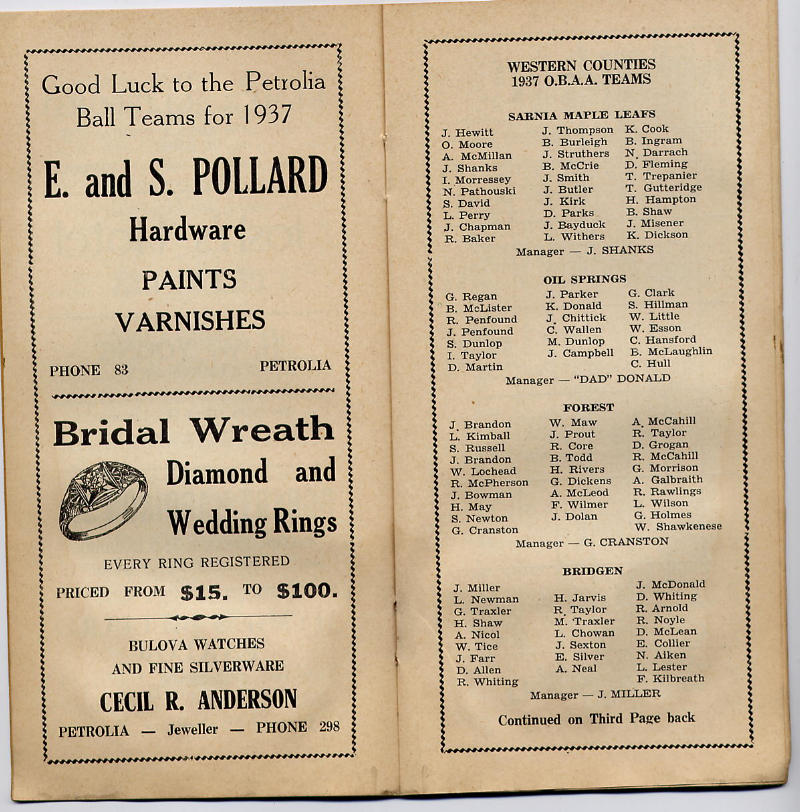 Good Luck to the Petrolia
Ball Teams for 1937
E. and S. POLLARD
Hardware
PAINTS
VARNISHES
PHONE 83 PETROLIA
Bridal Wreath
Diamond and
Wedding Rings
EVERY RING REGISTERED
PRICED FROM $15. TO $100.
BULOVA WATCHES
AND FINE SILVERWARE
CECIL R. ANDERSON
PETROLIA — Jeweller — PHONE 298
WESTERN COUNTIES
1937 O.B.A.A. TEAMS
SARNIA MAPLE LEAFS
J. Hewitt J. Thompson K. Cook
O. Moore B. Burleigh B. Ingram
A. McMillan J. Struthers N. Darrach
J. Shanks B. McCrie D. Fleming
I. Morressey J. Smith T. Trepanier
N. Pathouski J. Butler T. Gutteridge
S. David J. Kirk H. Hampton
L. Perry D. Parks B. Shaw
J. Chapman J. Bayduck J. Misener
R. Baker L. Withers K. Dickson
Manager — J. SHANKS
OIL SPRINGS
G. Regan J. Parker G. Clark
B. McLister K. Donald S. Hillman
R. Penfound J. Chittick W. Little
J. Penfound C. Wallen W. Esson
S. Dunlop M. Dunlop C. Hansford
I. Taylor J. Campbell B. McLaughlin
D. Martin C. Hull
Manager — "DAD" DONALD
FOREST
J. Brandon W. Maw A. McCahill
L. Kimball J. Prout R. Taylor
S. Russell R. Core D. Grogan
J. Brandon B. Todd R. McCahill
W. Lochead H. Rivers G. Morrison
R. McPherson G. Dickens A. Galbraith
J. Bowman A. McLeod R. Rawlings
H. May F. Wilmer L. Wilson
S. Newton J. Dolan G. Holmes
G. Cranston W. Shawkenese
Manager — G. CRANSTON
BRIDGEN
J. Miller J. McDonald
L. Newman H. Jarvis D. Whiting
G. Traxler R. Taylor R. Arnold
H. Shaw M. Traxler R. Noyle
A. Nicol L. Chowan D. McLean
W. Tice J. Sexton E. Collier
J. Farr E. Silver N. Aiken
D. Allen A. Neal L. Lester
R. Whiting F. Kilbreath
Manager — J. MILLER
Continued on Third Page back